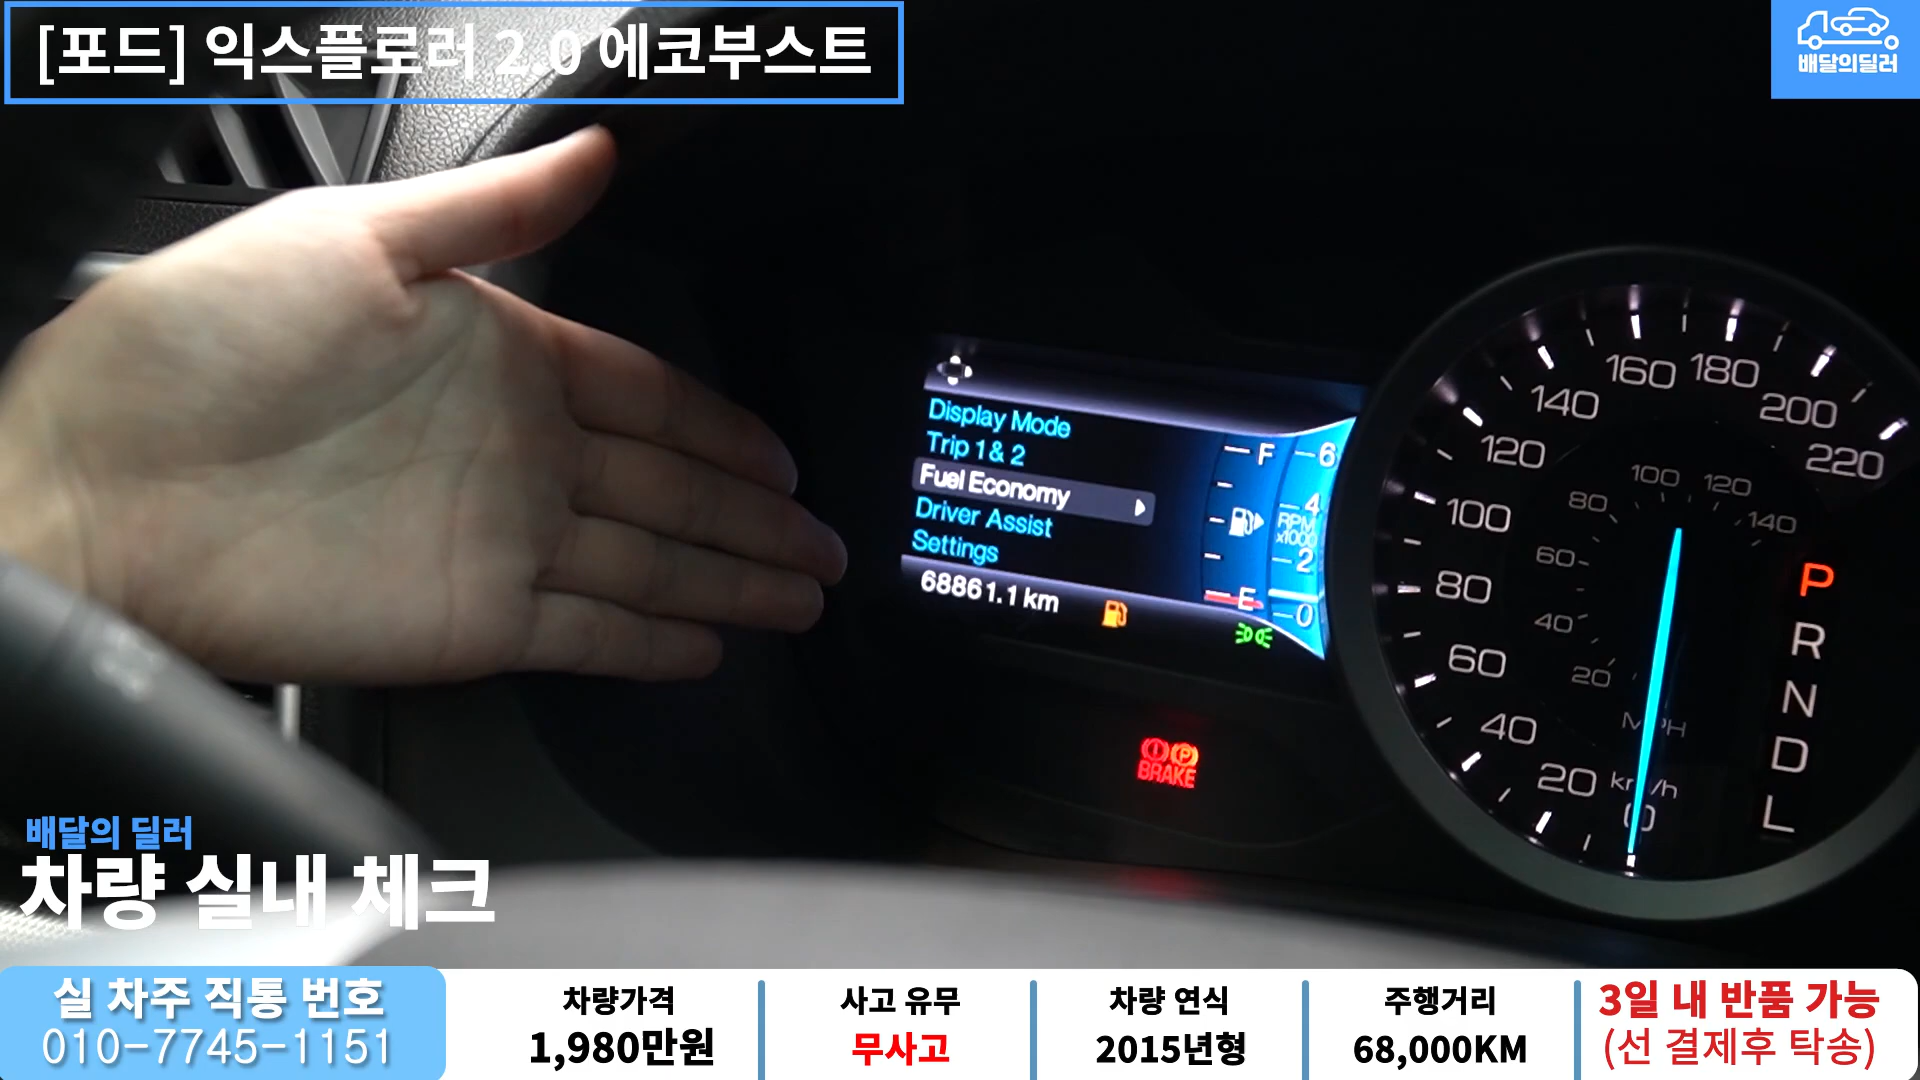 [포드] 익스플로러 2.0 에코부스트
배달의딜러
Display Mode
Trip 1 & 2
Fuel Economy
Driver Assist
Settings
68861.1 km
F
E
6
4
RPM
x1000
2
0
BRAKE
220
200
180
160
140
120
100
80
60
40
20
0
140
120
100
80
60
40
20
MPH
km/h
P
R
N
D
L
배달의 딜러
차량 실내 체크
실 차주 직통 번호
010-7745-1151
차량가격
1,980만원
사고 유무
무사고
차량 연식
2015년형
주행거리
68,000KM
3일 내 반품 가능
(선 결제후 탁송)